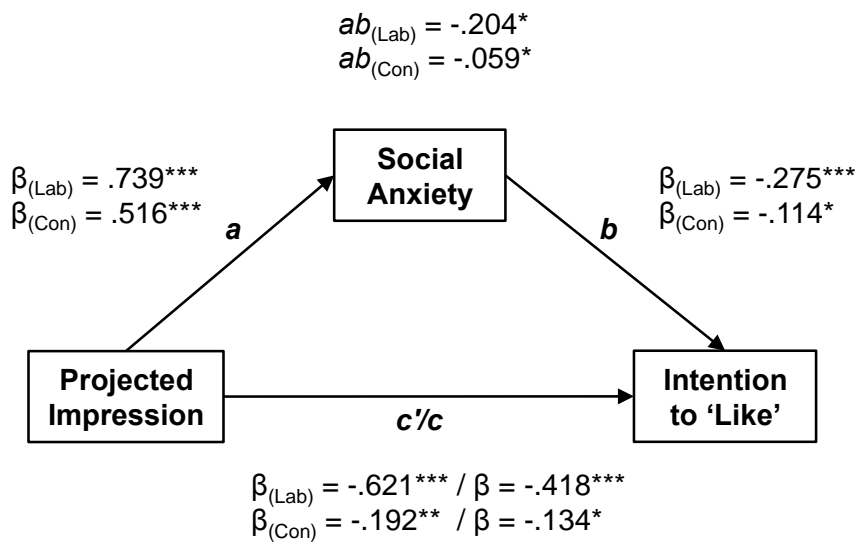 ab(Lab) = -.204*
ab(Con) = -.059*
Social
Anxiety
β(Lab) = .739***
β(Con) = .516***
β(Lab) = -.275***
β(Con) = -.114*
a
b
Projected
Impression
Intention
to ‘Like’
c'/c
β(Lab) = -.621*** / β = -.418***
β(Con) = -.192** / β = -.134*